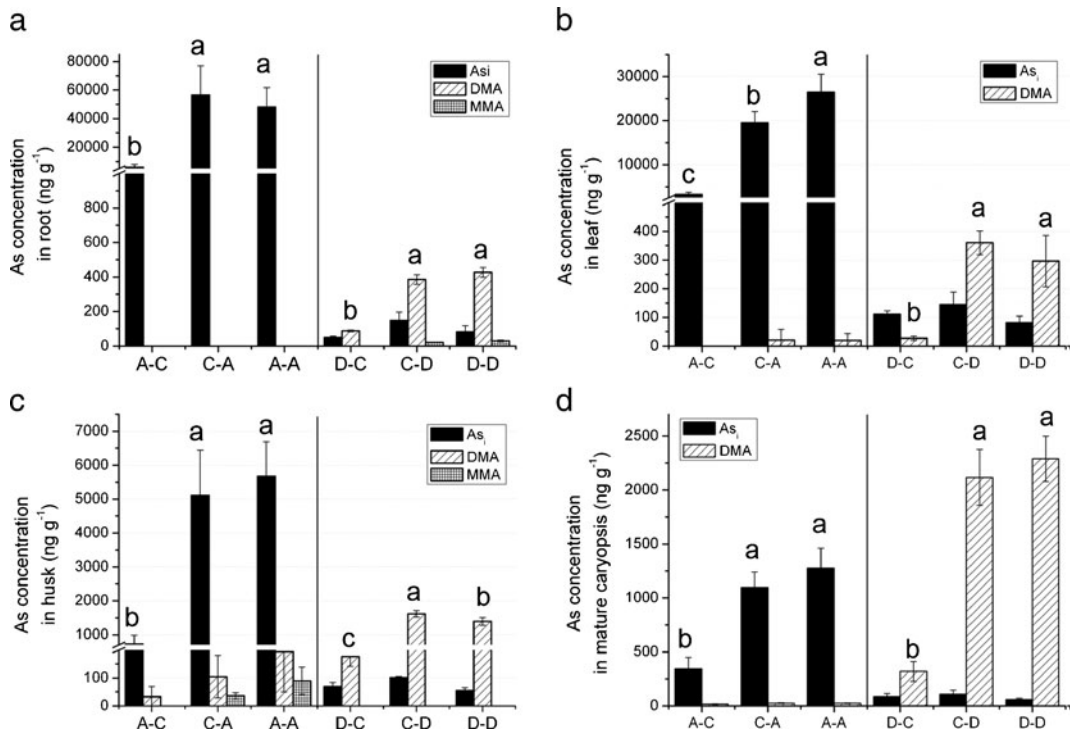 a
As concentration
in root (ng g⁻¹)
80000
60000
40000
20000
800
600
400
200
0
b
a
a
b
a
a
Asi
DMA
MMA
A-C
C-A
A-A
D-C
C-D
D-D
b
As concentration
in leaf (ng g⁻¹)
30000
20000
10000
400
300
200
100
0
c
b
a
b
a
a
Asᵢ
DMA
A-C
C-A
A-A
D-C
C-D
D-D
c
As concentration
in husk (ng g⁻¹)
7000
6000
5000
4000
3000
2000
1000
100
0
b
a
a
c
a
b
Asᵢ
DMA
MMA
A-C
C-A
A-A
D-C
C-D
D-D
d
As concentration
in mature caryopsis (ng g⁻¹)
2500
2000
1500
1000
500
0
b
a
a
b
a
a
Asᵢ
DMA
A-C
C-A
A-A
D-C
C-D
D-D